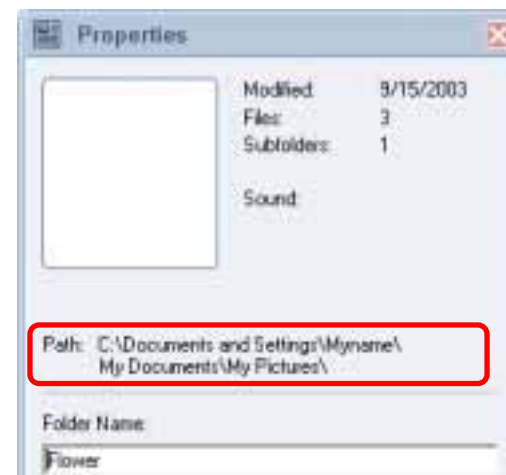 Properties
Modified: 9/15/2003
Files: 3
Subfolders: 1
Sound:
Path: C:\Documents and Settings\Myname\
My Documents\My Pictures\
Folder Name:
Flower